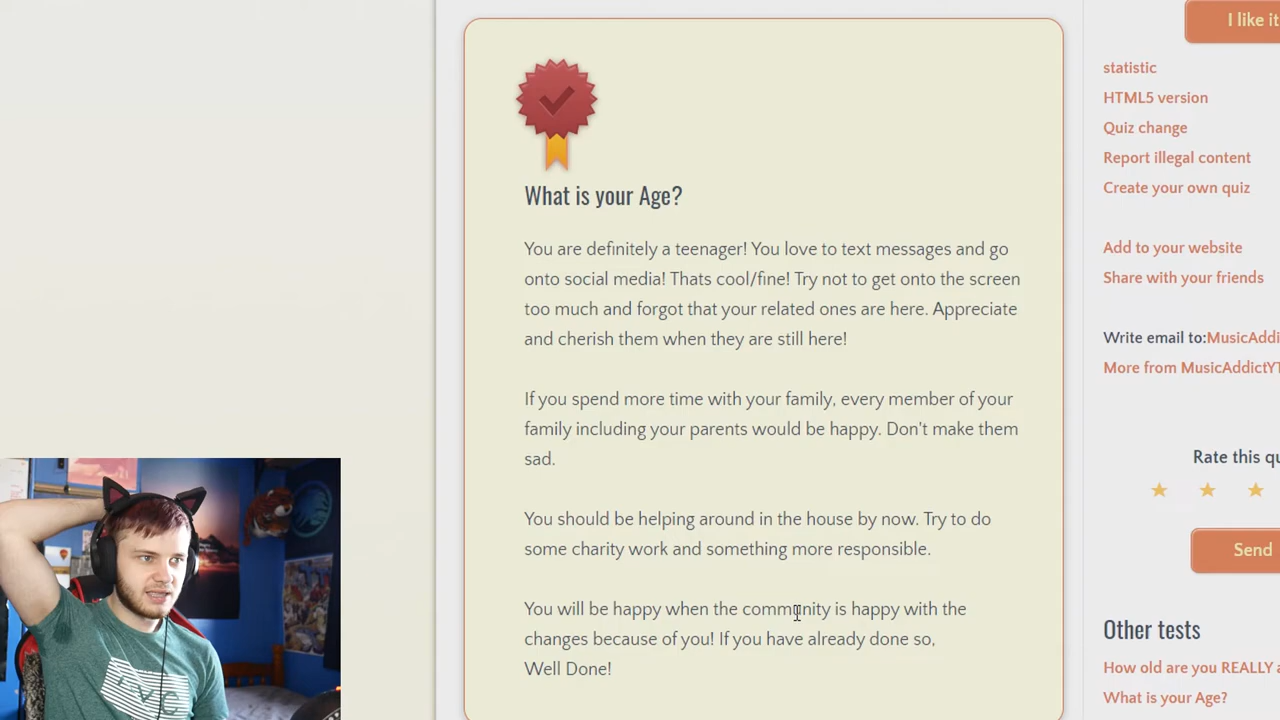 I like it
statistic
HTML5 version
Quiz change
Report illegal content
Create your own quiz
What is your Age?
You are definitely a teenager! You love to text messages and go
onto social media! Thats cool/fine! Try not to get onto the screen
too much and forgot that your related ones are here. Appreciate
and cherish them when they are still here!
If you spend more time with your family, every member of your
family including your parents would be happy. Don't make them
sad.
You should be helping around in the house by now. Try to do
some charity work and something more responsible.
You will be happy when the community is happy with the
changes because of you! If you have already done so,
Well Done!
Add to your website
Share with your friends
Write email to:MusicAddi
More from MusicAddictYT
Rate this qu
Send
Other tests
How old are you REALLY a
What is your Age?